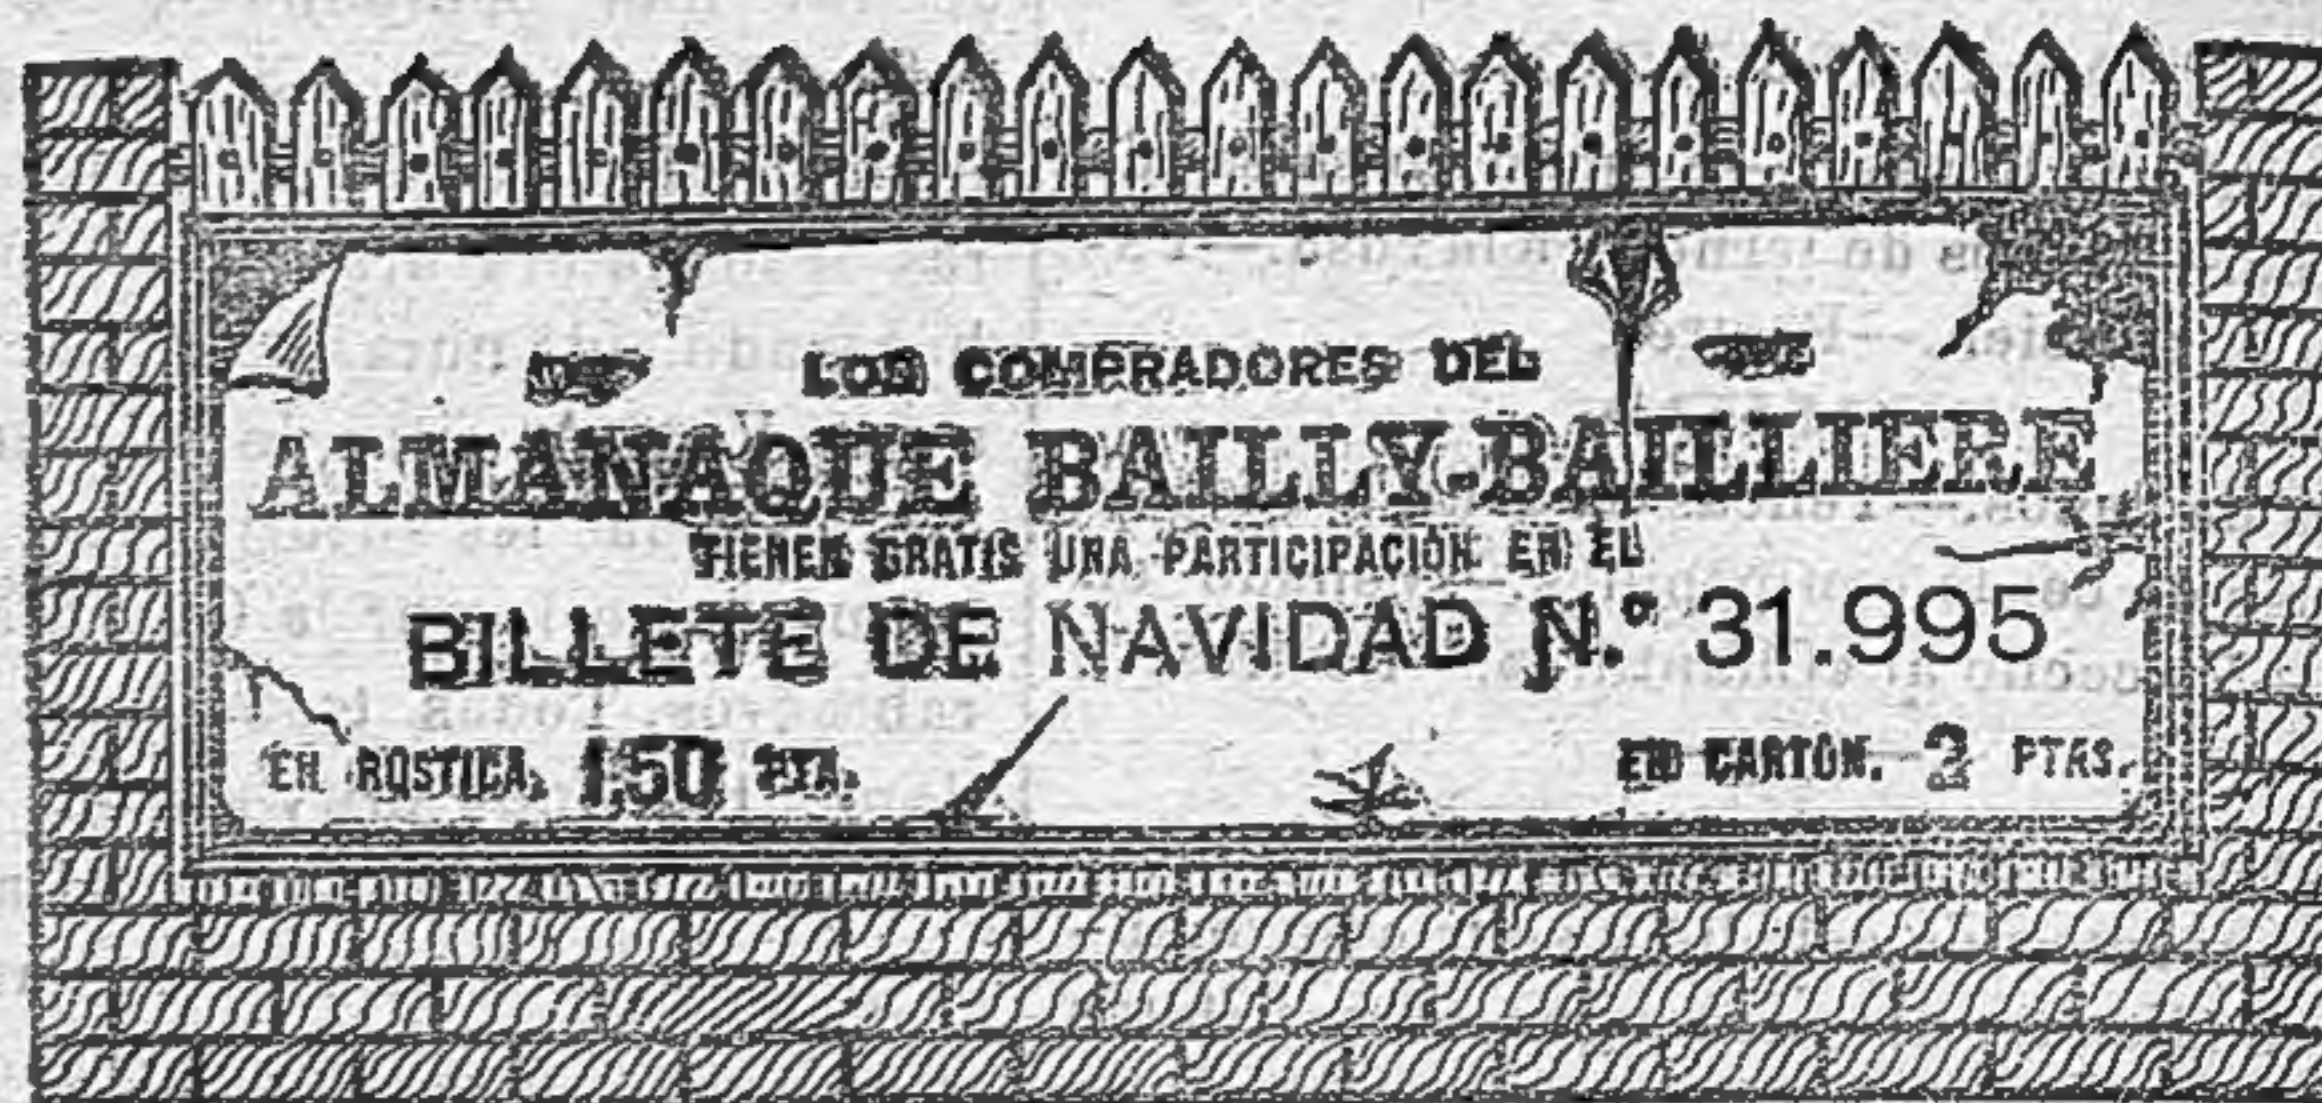 LOS COMPRADORES DEL
ALMANAQUE BAILLY-BAILLIERE
TIENEN GRATIS UNA PARTICIPACIÓN EN EL
BILLETE DE NAVIDAD N.º 31.995
EN RÚSTICA, 1,50 PTA.
EN CARTÓN. 2 PTAS.